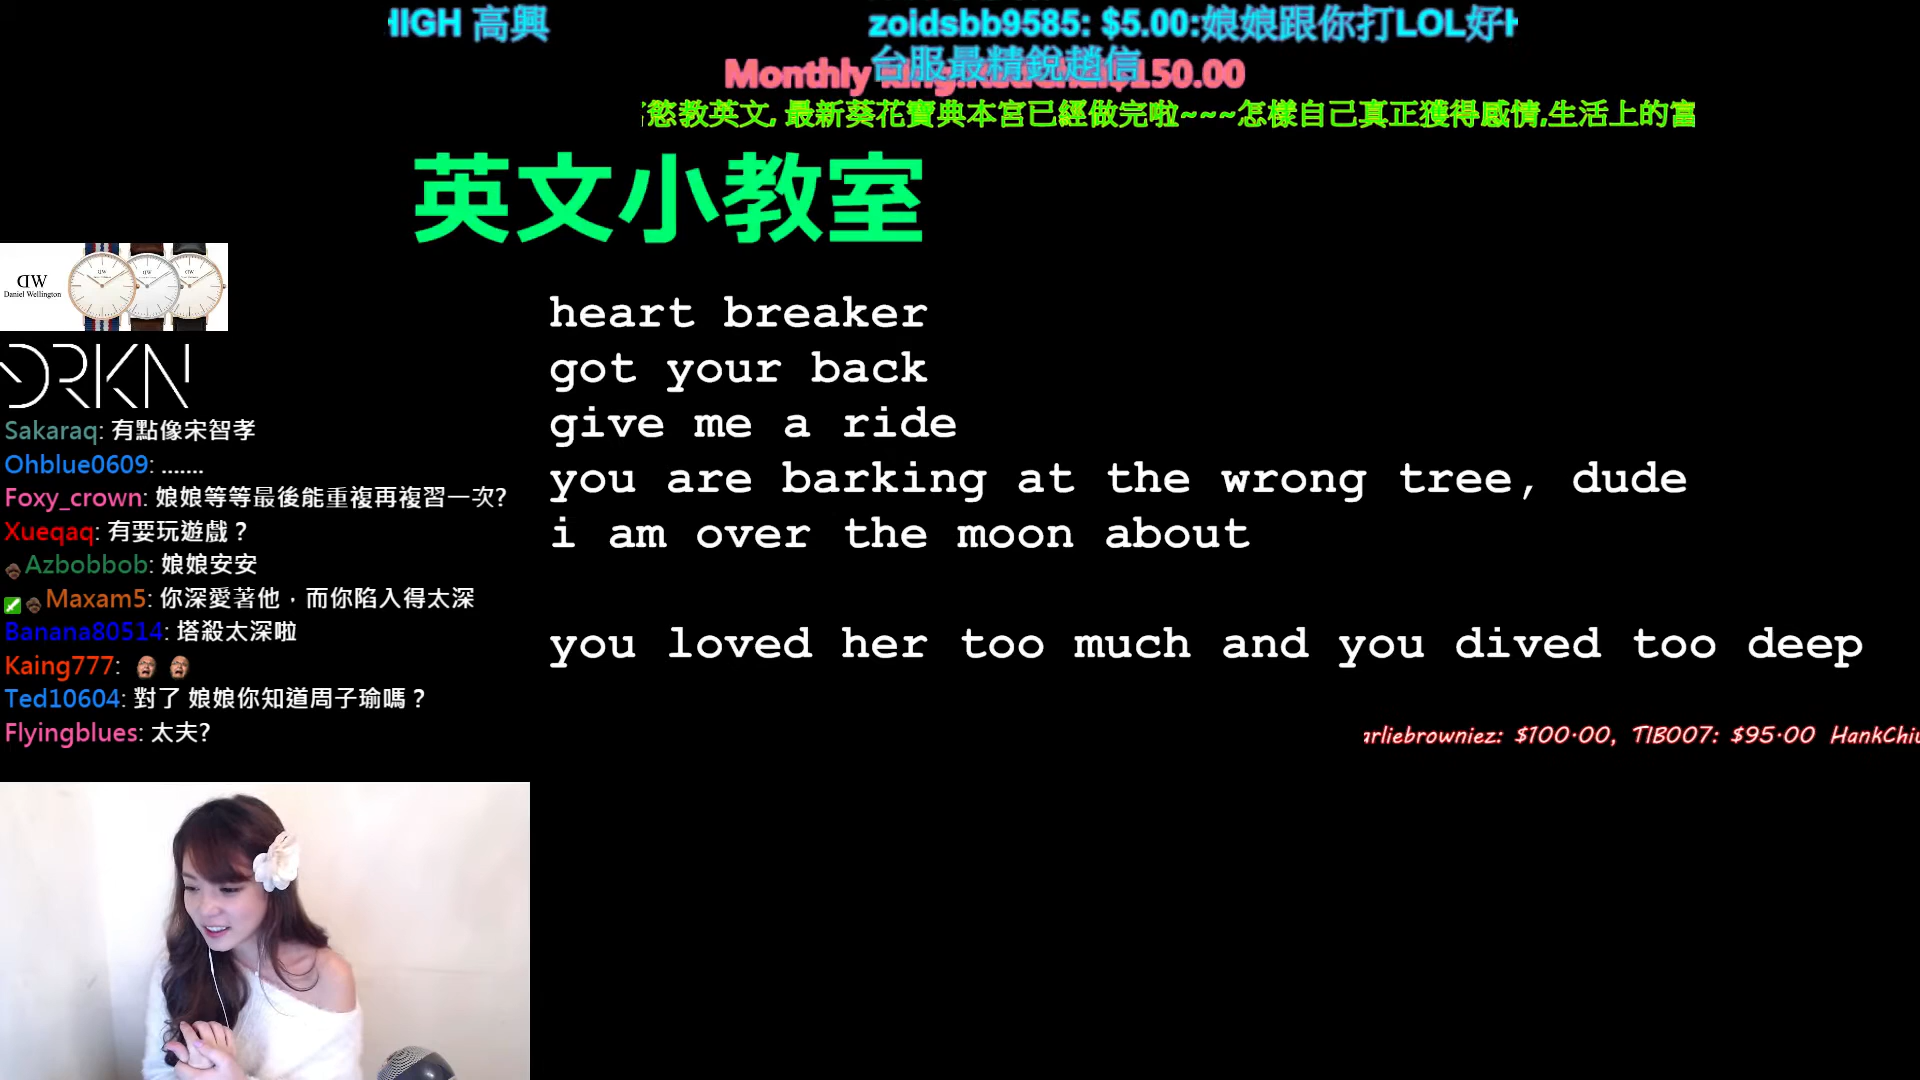 HIGH 高興
zoidsbb9585: $5.00:娘娘跟你打LOL好H
台服最精銳趙信
Monthly $150.00
慾教英文, 最新葵花寶典本宮已經做完啦~~~怎樣自己真正獲得感情,生活上的富
英文小教室
DW
Daniel Wellington
DRKN
heart breaker
got your back
give me a ride
you are barking at the wrong tree, dude
i am over the moon about
you loved her too much and you dived too deep
Sakaraq: 有點像宋智孝
Ohblue0609: .......
Foxy_crown: 娘娘等等最後能重複再複習一次?
Xueqaq: 有要玩遊戲？
Azbobbob: 娘娘安安
Maxam5: 你深愛著他，而你陷入得太深
Banana80514: 塔殺太深啦
Kaing777:
Ted10604: 對了 娘娘你知道周子瑜嗎？
Flyingblues: 太夫?
arliebrowniez: $100.00, TIB007: $95.00 HankChiu